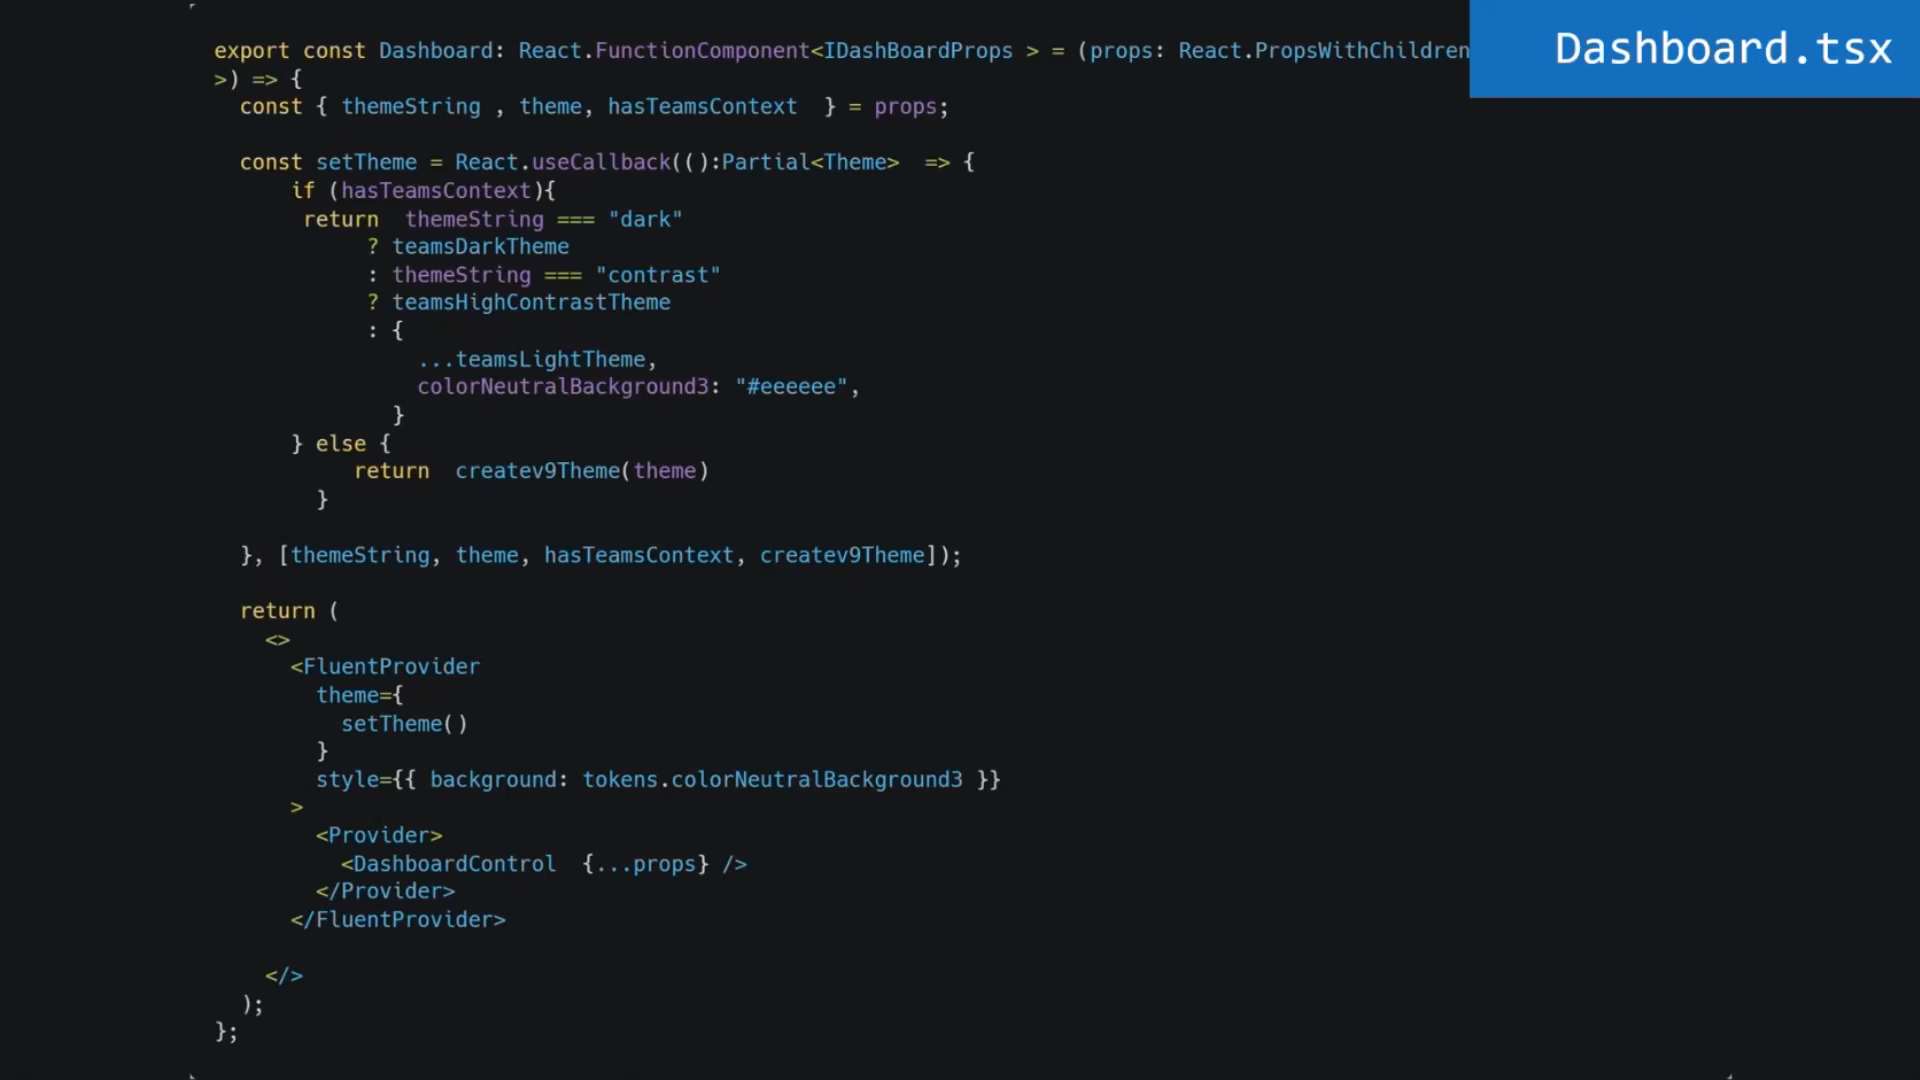 export const Dashboard: React.FunctionComponent<IDashBoardProps > = (props: React.PropsWithChildren
Dashboard.tsx
>) => {
const { themeString , theme, hasTeamsContext  } = props;
const setTheme = React.useCallback(():Partial<Theme>  => {
if (hasTeamsContext){
return  themeString === "dark"
? teamsDarkTheme
: themeString === "contrast"
? teamsHighContrastTheme
: {
...teamsLightTheme,
colorNeutralBackground3: "#eeeeee",
}
} else {
return  createv9Theme(theme)
}
}, [themeString, theme, hasTeamsContext, createv9Theme]);
return (
<>
<FluentProvider
theme={
setTheme()
}
style={{ background: tokens.colorNeutralBackground3 }}
>
<Provider>
<DashboardControl  {...props} />
</Provider>
</FluentProvider>
</>
);
};